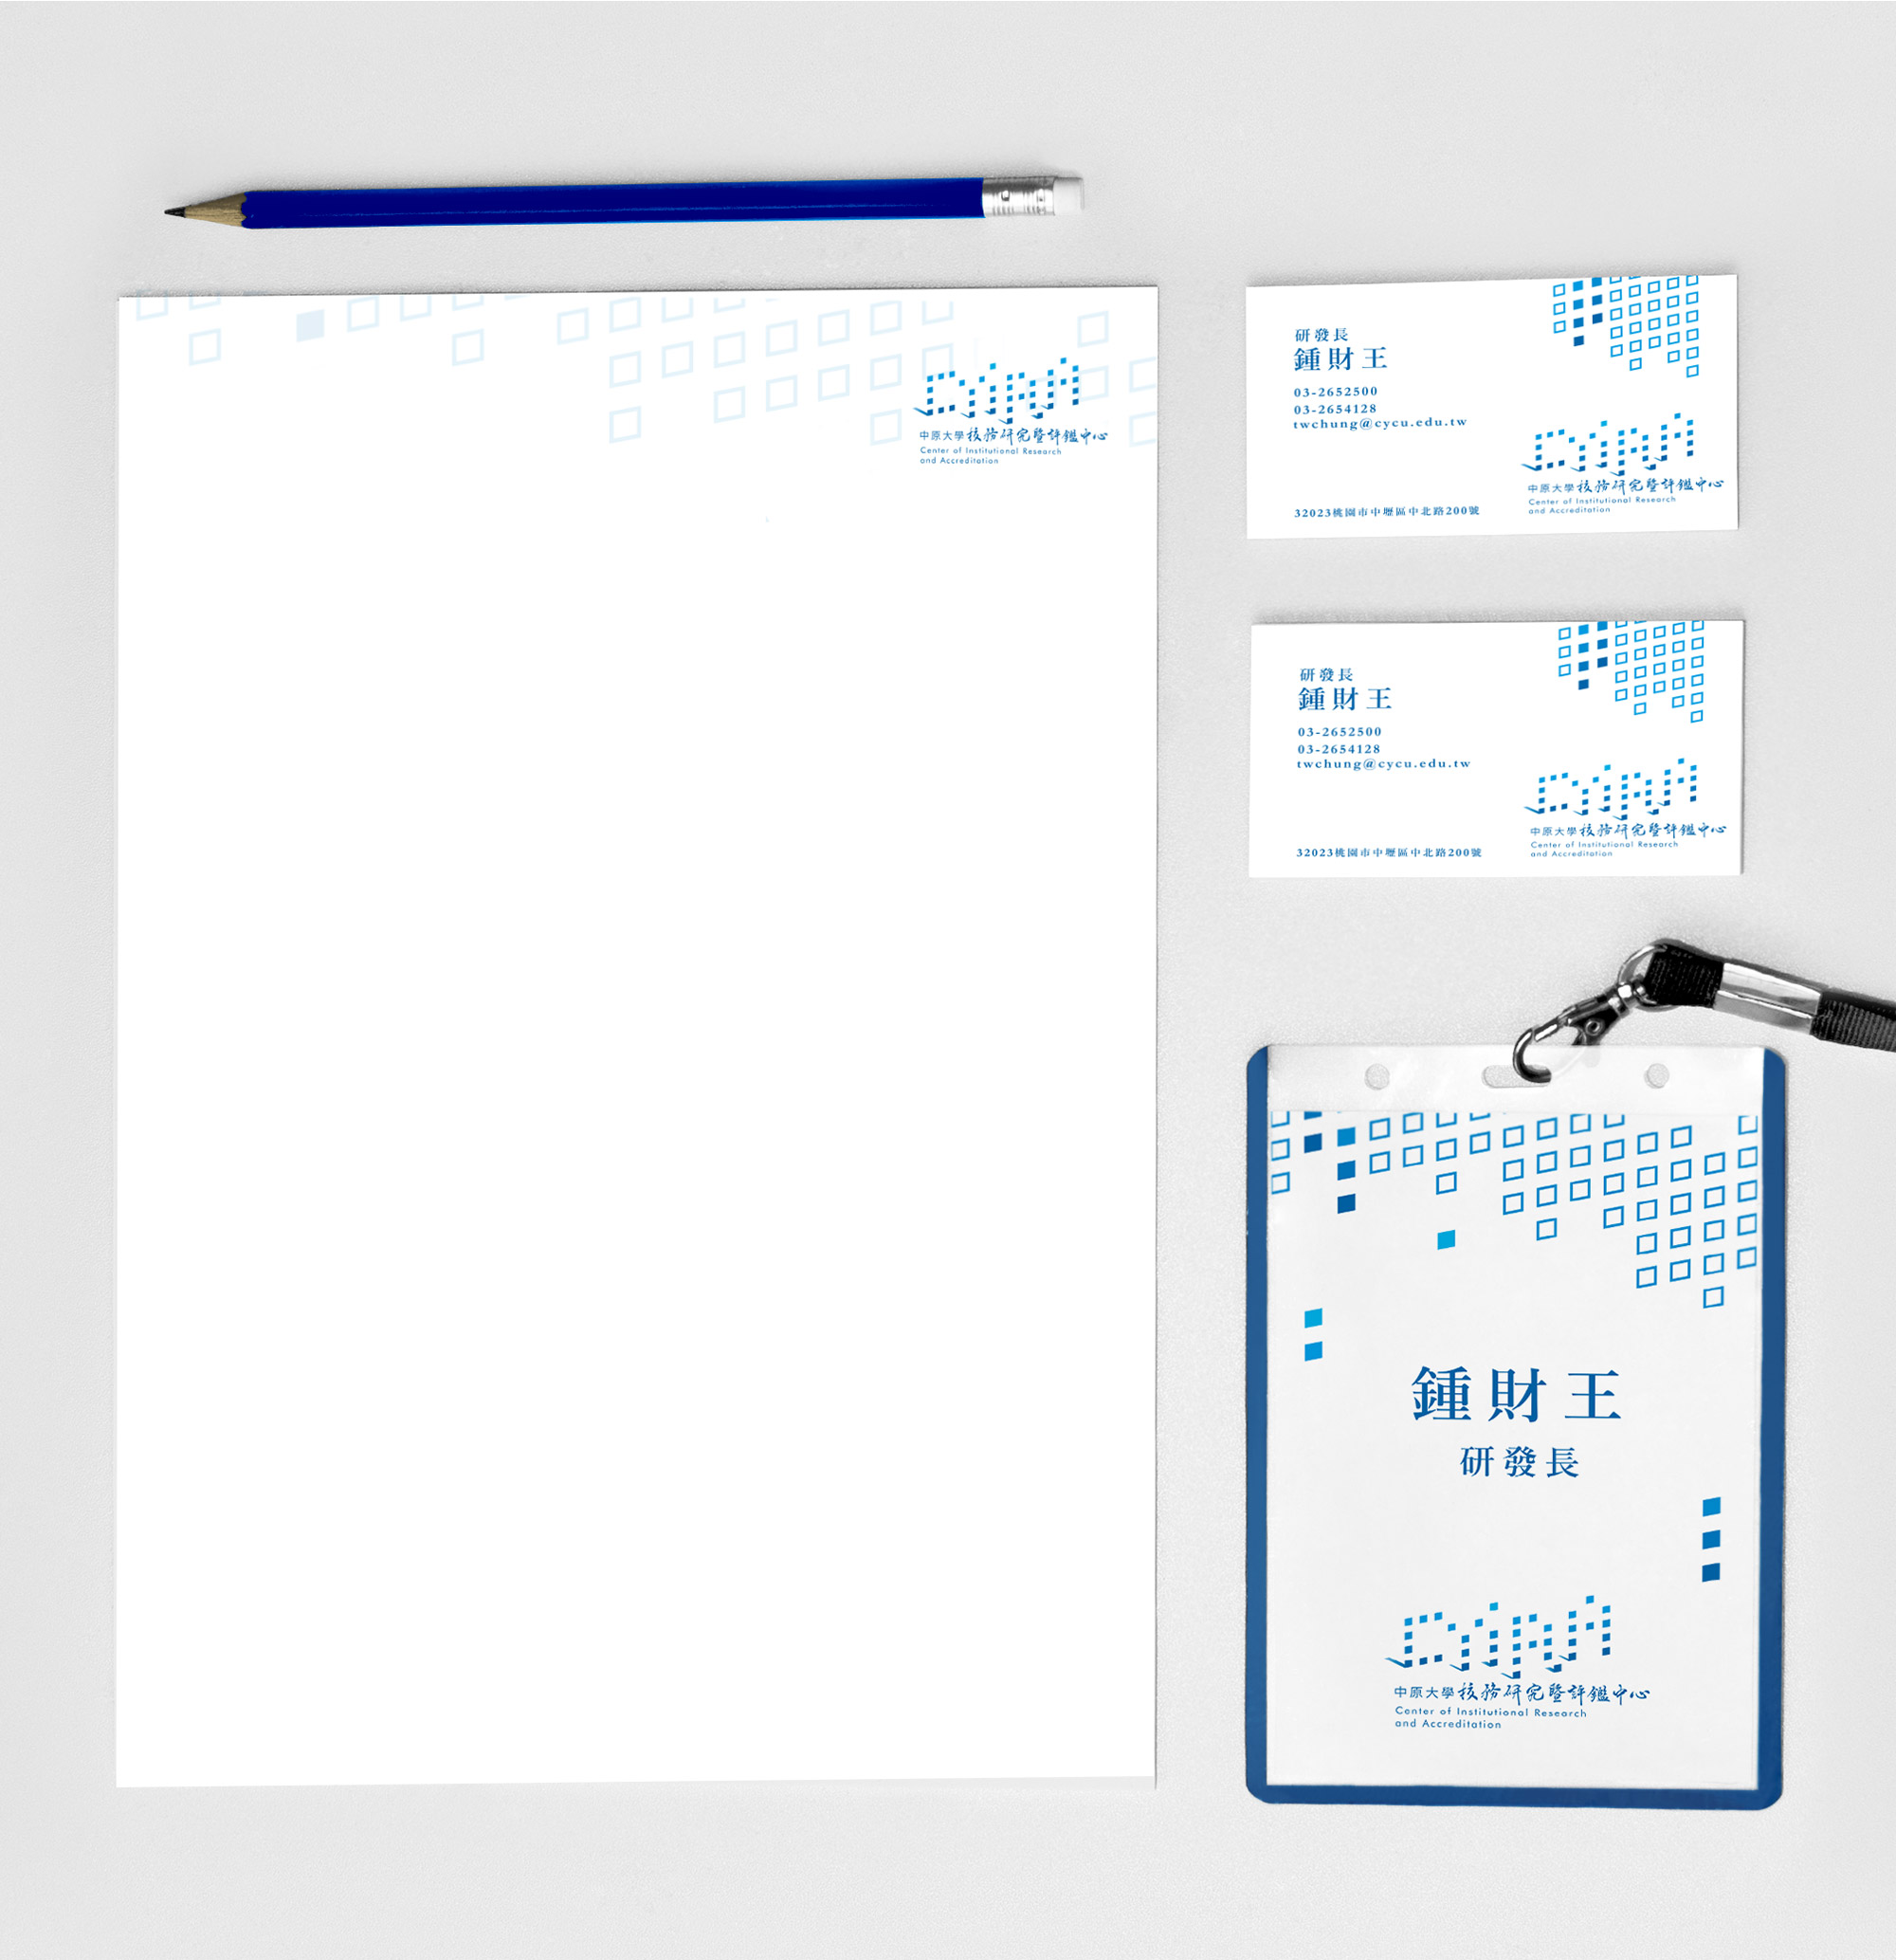 中原大學校務研究暨評鑑中心
Center of Institutional Research
and Accreditation
研發長
鍾財王
03-2652500
03-2654128
twchung@cycu.edu.tw
32023桃園市中壢區中北路200號
中原大學校務研究暨評鑑中心
Center of Institutional Research
and Accreditation
研發長
鍾財王
03-2652500
03-2654128
twchung@cycu.edu.tw
32023桃園市中壢區中北路200號
中原大學校務研究暨評鑑中心
Center of Institutional Research
and Accreditation
鍾財王
研發長
中原大學校務研究暨評鑑中心
Center of Institutional Research
and Accreditation